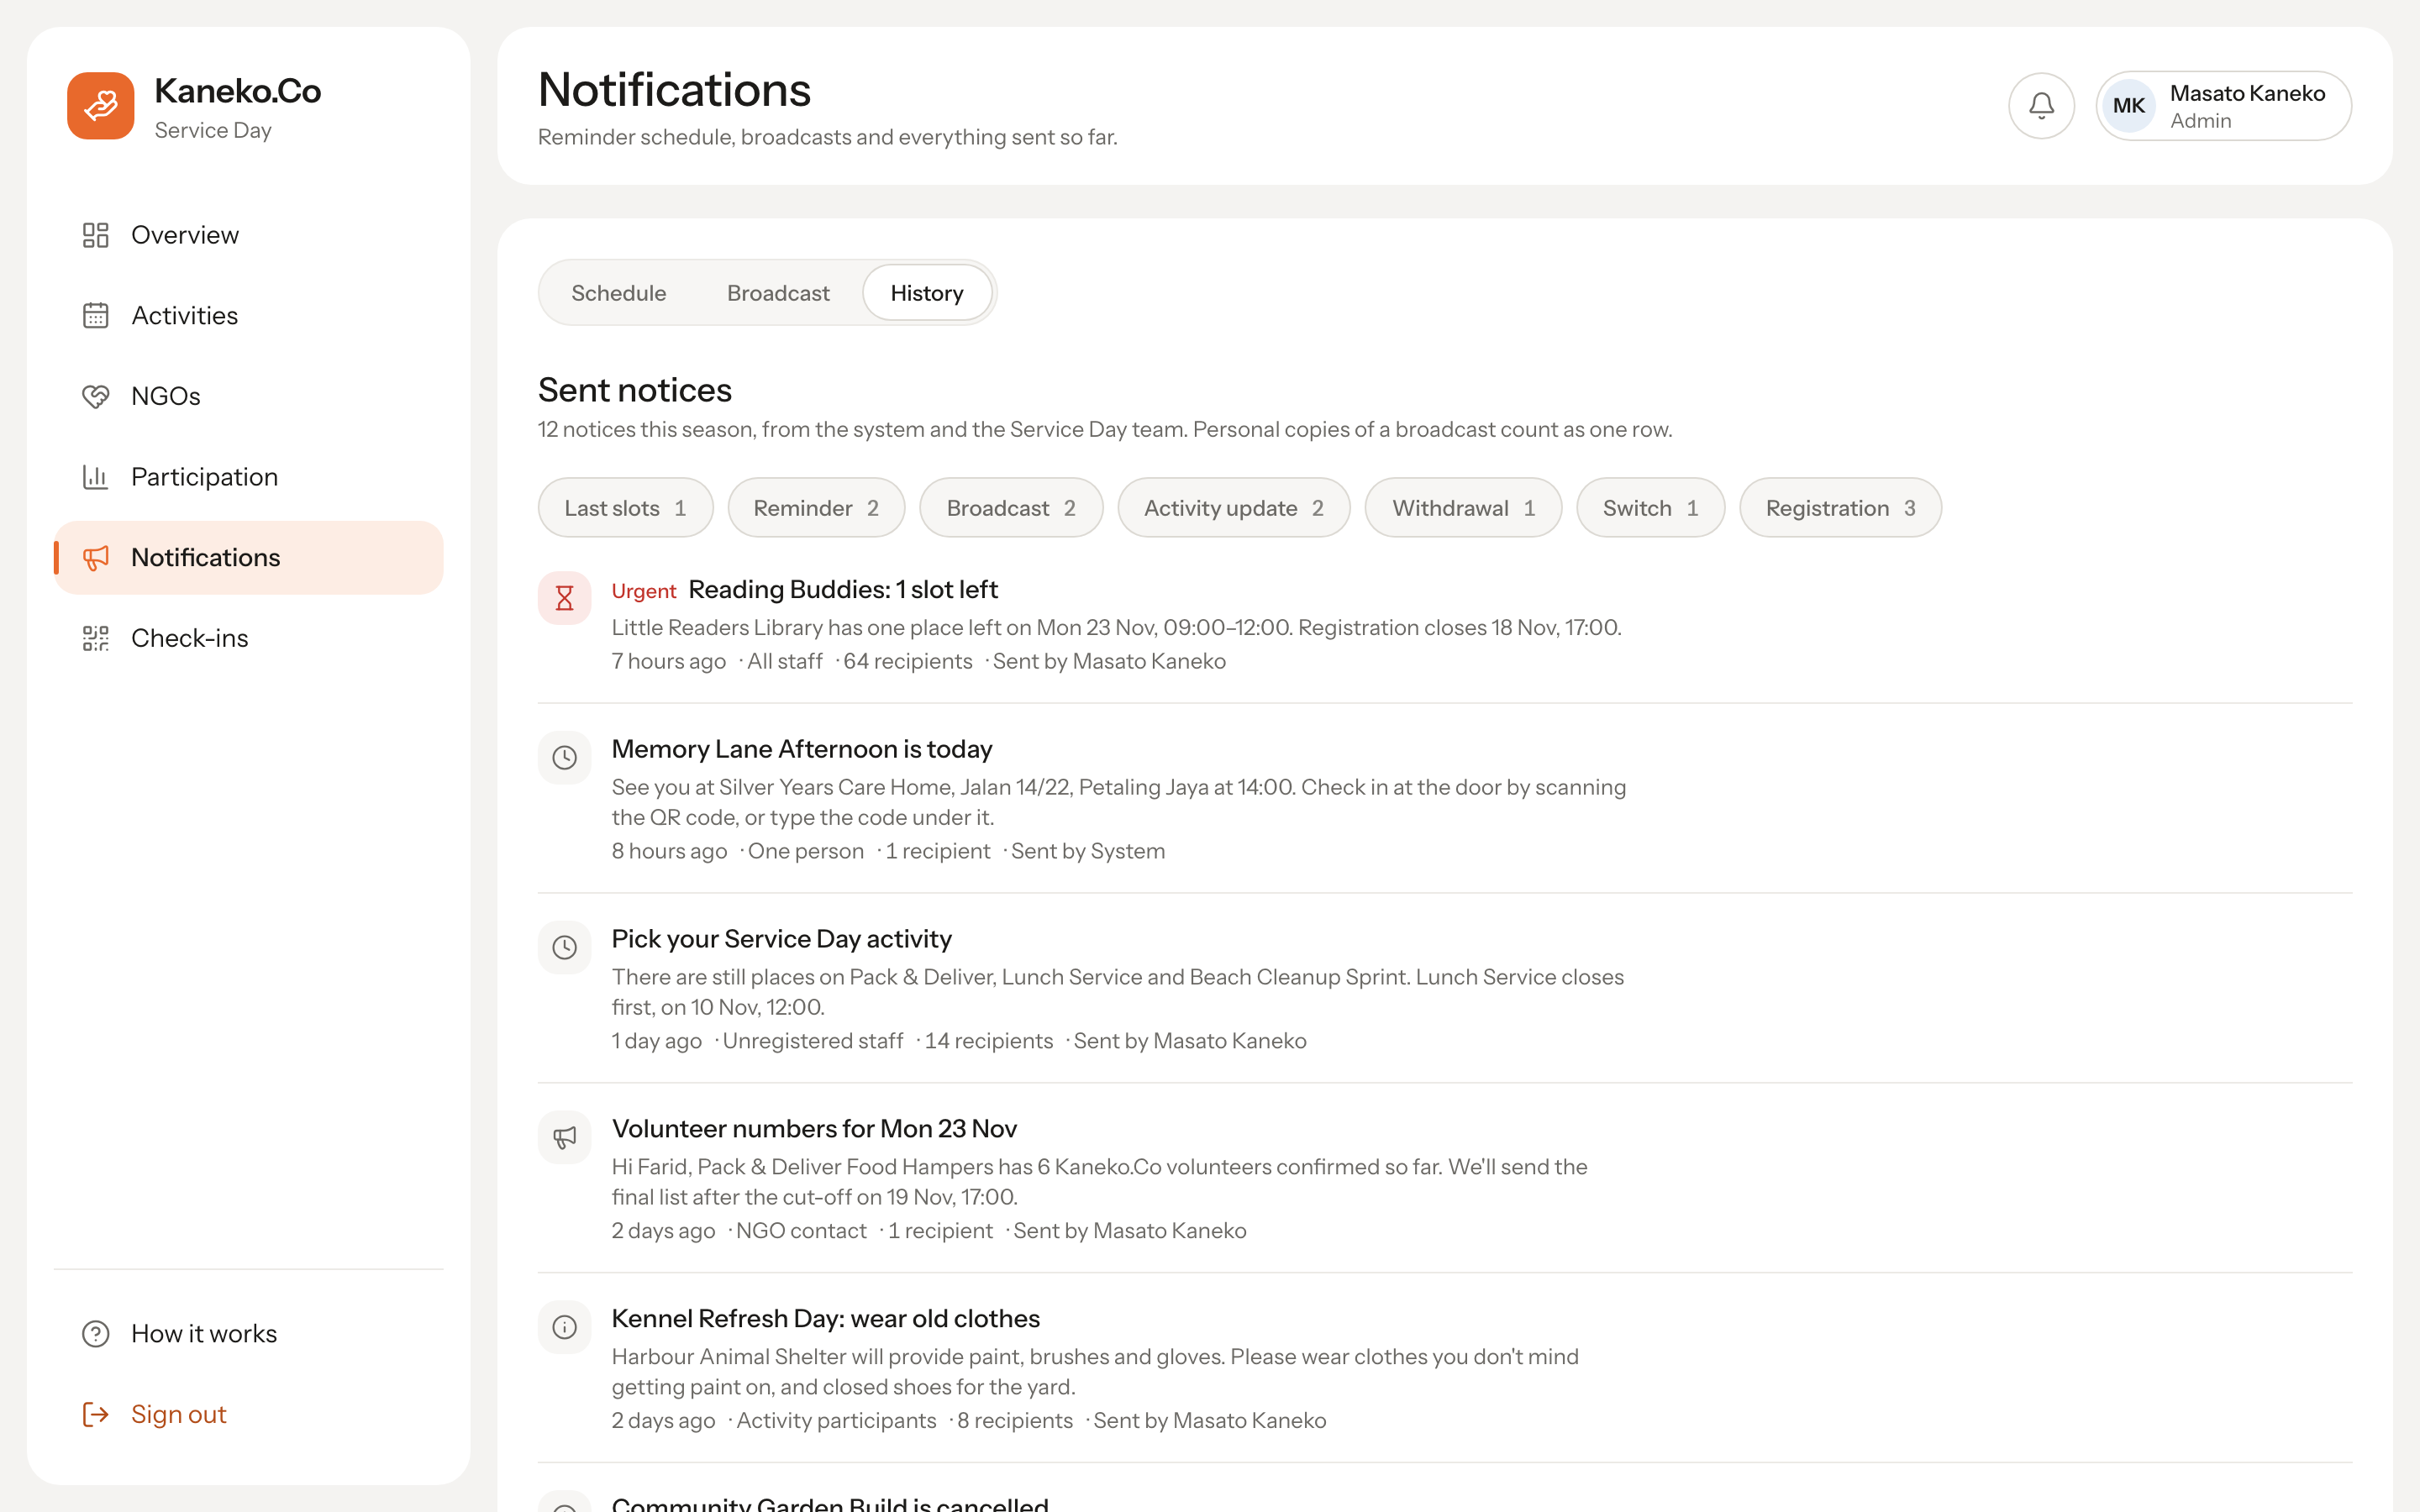 Kaneko.Co
Service Day
Overview
Activities
NGOs
Participation
Notifications
Check-ins
How it works
Sign out
Notifications
Reminder schedule, broadcasts and everything sent so far.
MK
Masato Kaneko
Admin
Schedule
Broadcast
History
Sent notices
12 notices this season, from the system and the Service Day team. Personal copies of a broadcast count as one row.
Last slots 1
Reminder 2
Broadcast 2
Activity update 2
Withdrawal 1
Switch 1
Registration 3
Urgent Reading Buddies: 1 slot left
Little Readers Library has one place left on Mon 23 Nov, 09:00–12:00. Registration closes 18 Nov, 17:00.
7 hours ago · All staff · 64 recipients · Sent by Masato Kaneko
Memory Lane Afternoon is today
See you at Silver Years Care Home, Jalan 14/22, Petaling Jaya at 14:00. Check in at the door by scanning
the QR code, or type the code under it.
8 hours ago · One person · 1 recipient · Sent by System
Pick your Service Day activity
There are still places on Pack & Deliver, Lunch Service and Beach Cleanup Sprint. Lunch Service closes
first, on 10 Nov, 12:00.
1 day ago · Unregistered staff · 14 recipients · Sent by Masato Kaneko
Volunteer numbers for Mon 23 Nov
Hi Farid, Pack & Deliver Food Hampers has 6 Kaneko.Co volunteers confirmed so far. We'll send the
final list after the cut-off on 19 Nov, 17:00.
2 days ago · NGO contact · 1 recipient · Sent by Masato Kaneko
Kennel Refresh Day: wear old clothes
Harbour Animal Shelter will provide paint, brushes and gloves. Please wear clothes you don't mind
getting paint on, and closed shoes for the yard.
2 days ago · Activity participants · 8 recipients · Sent by Masato Kaneko
Community Garden Build is cancelled